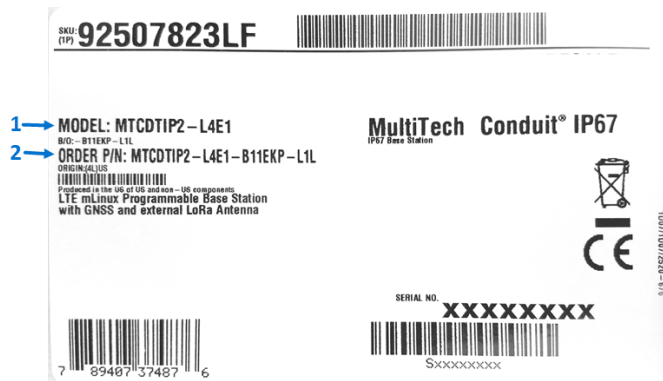 SKU: 92507823LF
(1P)
1 MODEL: MTCDTIP2-L4E1
B/O:-B11EKP-L1L
2 ORDER P/N: MTCDTIP2-L4E1-B11EKP-L1L
ORIGIN:(4L)US
Produced in the US of US and non-US components
LTE mLinux Programmable Base Station
with GNSS and external LoRa Antenna
MultiTech Conduit® IP67
IP67 Base Station
CE
SERIAL NO. XXXXXXXX
Sxxxxxxxx
7 89407 37487 6